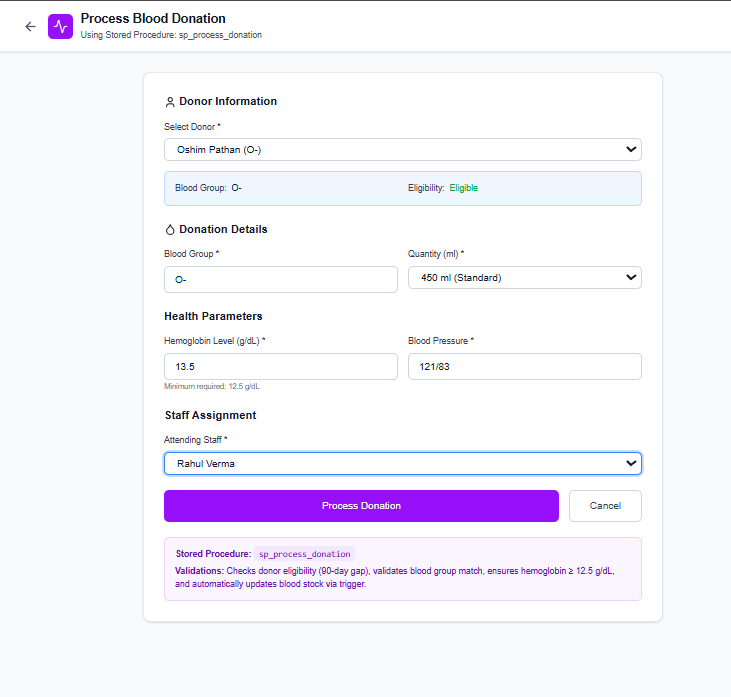 Process Blood Donation
Using Stored Procedure: sp_process_donation
Donor Information
Select Donor *
Oshim Pathan (O-)
Blood Group: O-
Eligibility: Eligible
Donation Details
Blood Group *
Quantity (ml) *
O-
450 ml (Standard)
Health Parameters
Hemoglobin Level (g/dL) *
Blood Pressure *
13.5
121/83
Minimum required: 12.5 g/dL
Staff Assignment
Attending Staff *
Rahul Verma
Process Donation
Cancel
Stored Procedure: sp_process_donation
Validations: Checks donor eligibility (90-day gap), validates blood group match, ensures hemoglobin ≥ 12.5 g/dL,
and automatically updates blood stock via trigger.